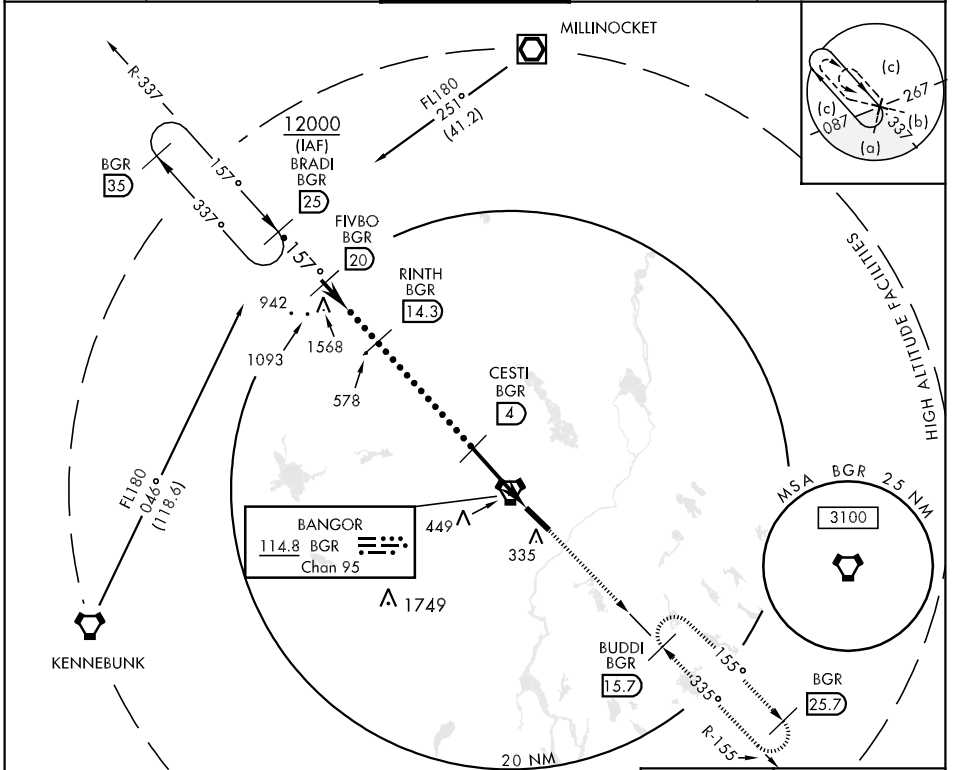 MILLINOCKET
R-337
FL180
251°
(41.2)
12000
(IAF)
BRADI
BGR
25
BGR
35
157°
337°
157°
FIVBO
BGR
20
RINTH
BGR
14.3
942
1093
1568
578
CESTI
BGR
4
(c)
267
(c)
087
337
(b)
(a)
HIGH ALTITUDE FACILITIES
FL180
046°
(118.6)
BANGOR
114.8 BGR
Chan 95
449
335
1749
KENNEBUNK
MSA BGR 25 NM
3100
BUDDI
BGR
15.7
155°
335°
BGR
25.7
R-155
20 NM